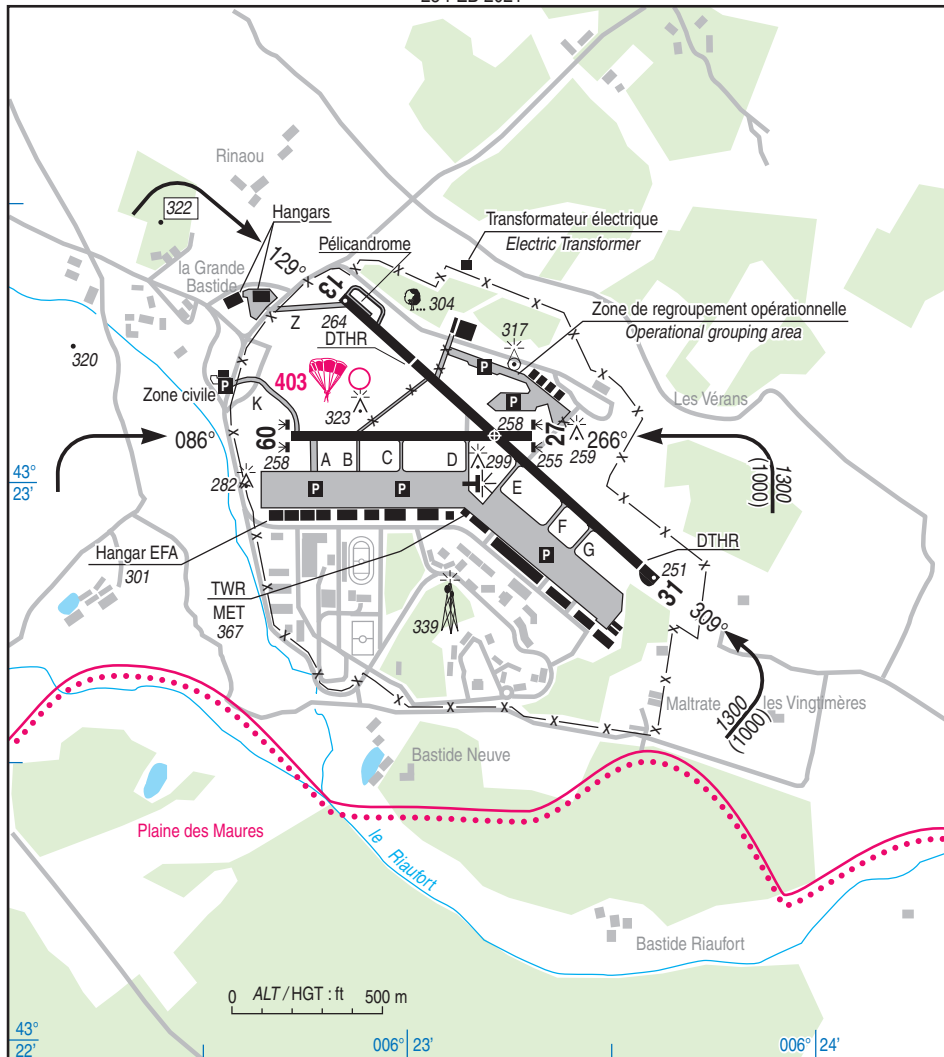 Rinaou
322
Hangars
Transformateur électrique
Electric Transformer
129°
Pélicandrome
la Grande
Bastide
13
304
Zone de regroupement opérationnelle
Operational grouping area
Z
264
DTHR
317
P
320
403
Zone civile
P
K
323
P
Les Vérans
086°
09
258
258
27
266°
259
255
1300
(1000)
43°
23'
282
A
B
C
D
299
E
P
P
F
G
P
DTHR
251
31
309°
Hangar EFA
301
TWR
MET
367
339
Maltrate
les Vingtimères
1300
(1000)
Bastide Neuve
Plaine des Maures
le Riaufort
Bastide Riaufort
0 ALT / HGT : ft 500 m
43°
22'
006° 23'
006° 24'